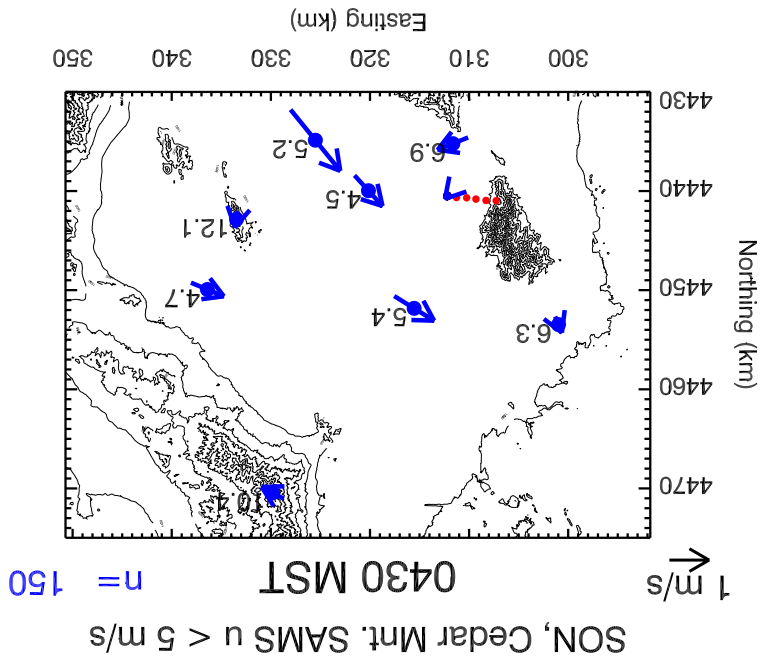 SON, Cedar Mnt. SAMS u < 5 m/s
1 m/s
0430 MST
n= 150
4470
10.4
4460
Northing (km)
6.3
5.4
4.7
4450
12.1
4.5
4440
6.9
5.2
4430
300 310 320 330 340 350
Easting (km)